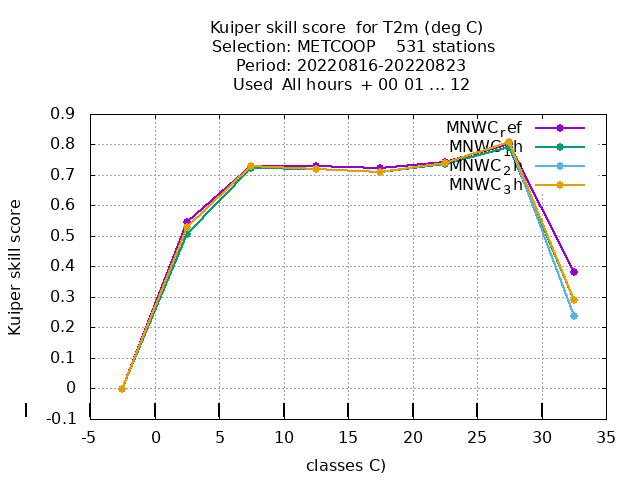 Kuiper skill score for T2m (deg C)
Selection: METCOOP 531 stations
Period: 20220816-20220823
Used All hours + 00 01 ... 12
MNWCref
MNWC1h
MNWC2h
MNWC3h
0.9
0.8
0.7
0.6
0.5
0.4
0.3
0.2
0.1
0
-0.1
Kuiper skill score
-5
0
5
10
15
20
25
30
35
classes C)